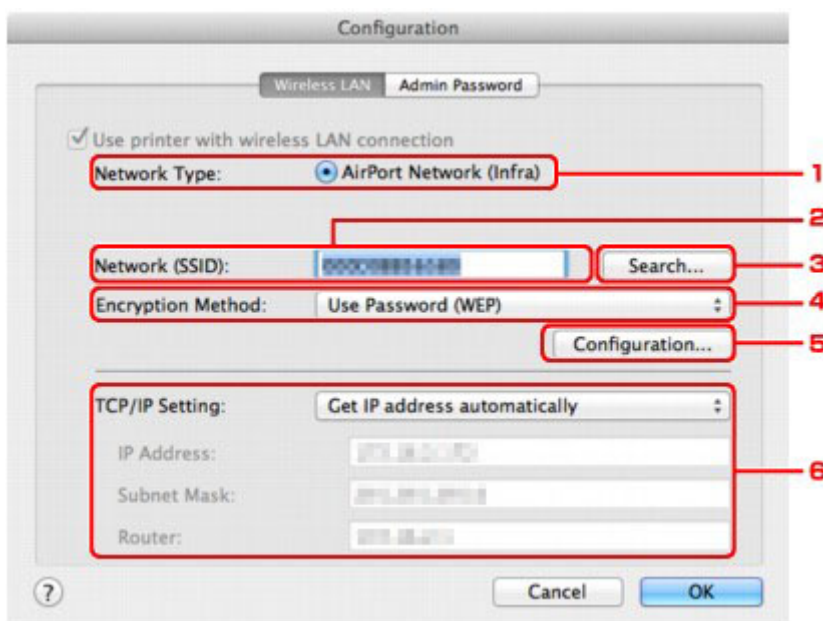 Configuration
Wireless LAN Admin Password
Use printer with wireless LAN connection
Network Type: AirPort Network (Infra) 1
2
Network (SSID): Search... 3
Encryption Method: Use Password (WEP) 4
Configuration... 5
TCP/IP Setting: Get IP address automatically
IP Address:
6
Subnet Mask:
Router:
? Cancel OK